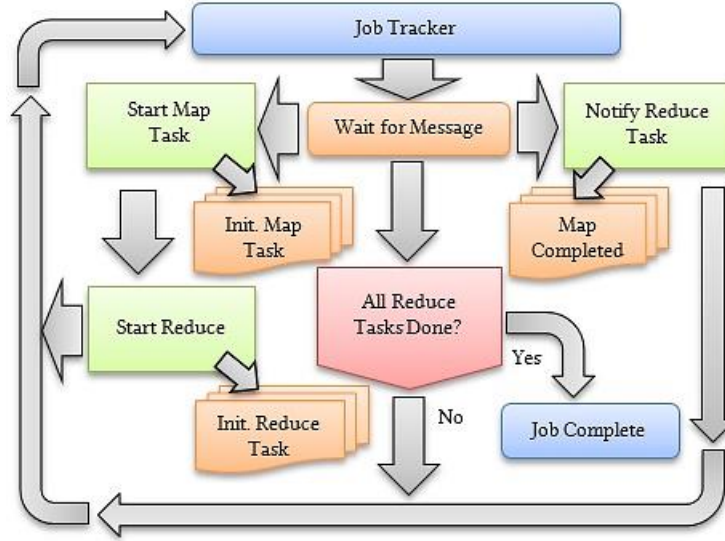 Job Tracker
Start Map
Task
Wait for Message
Notify Reduce
Task
Init. Map
Task
Map
Completed
All Reduce
Tasks Done?
Start Reduce
Yes
Init. Reduce
Task
No
Job Complete